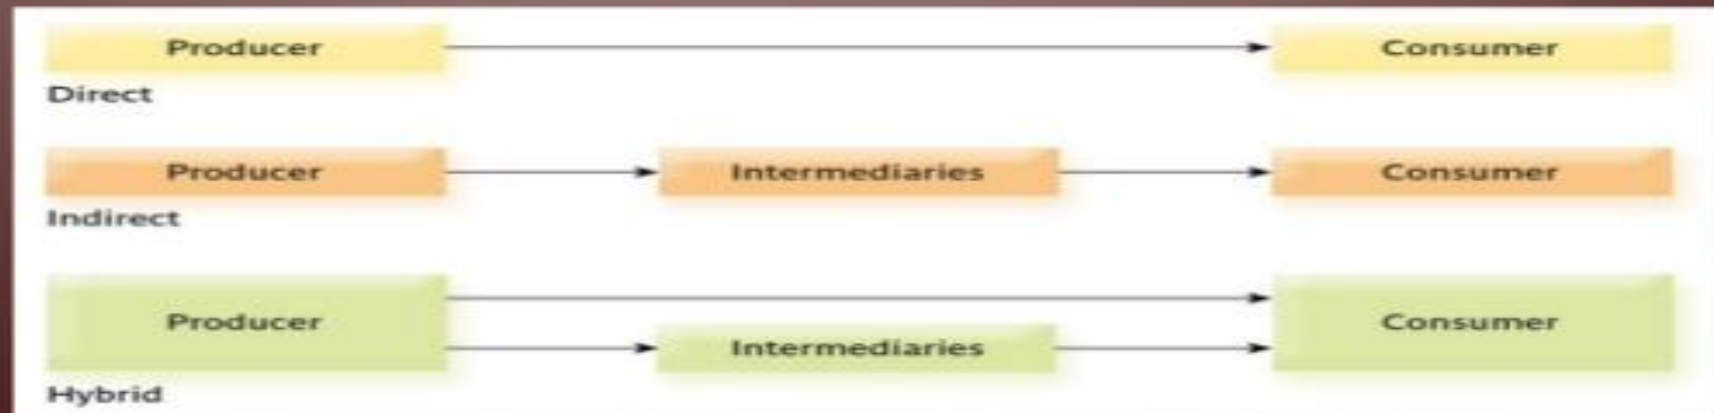 Producer Consumer
Direct
Producer Intermediaries Consumer
Indirect
Producer Consumer
Intermediaries
Hybrid